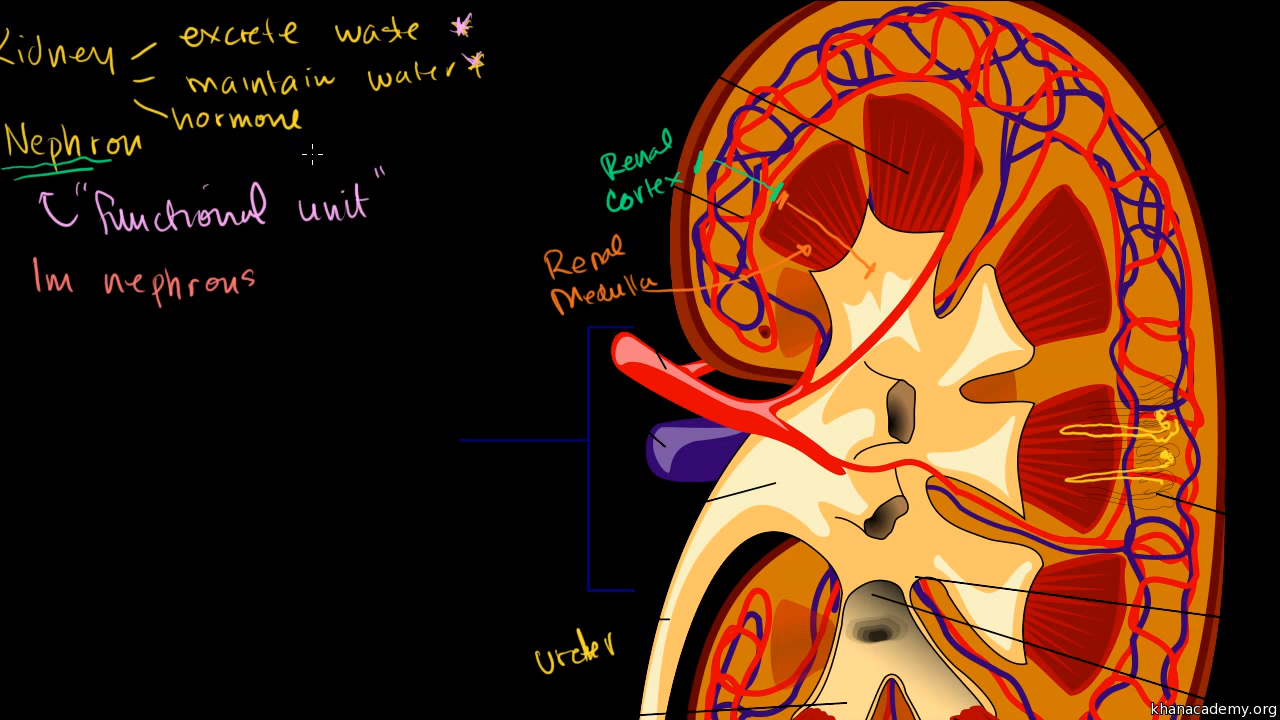 Kidney
excrete waste *
maintain water *
hormone
Nephron
"functional unit"
1m nephrons
Renal
Cortex
Renal
Medulla
Ureter
khanacademy.org